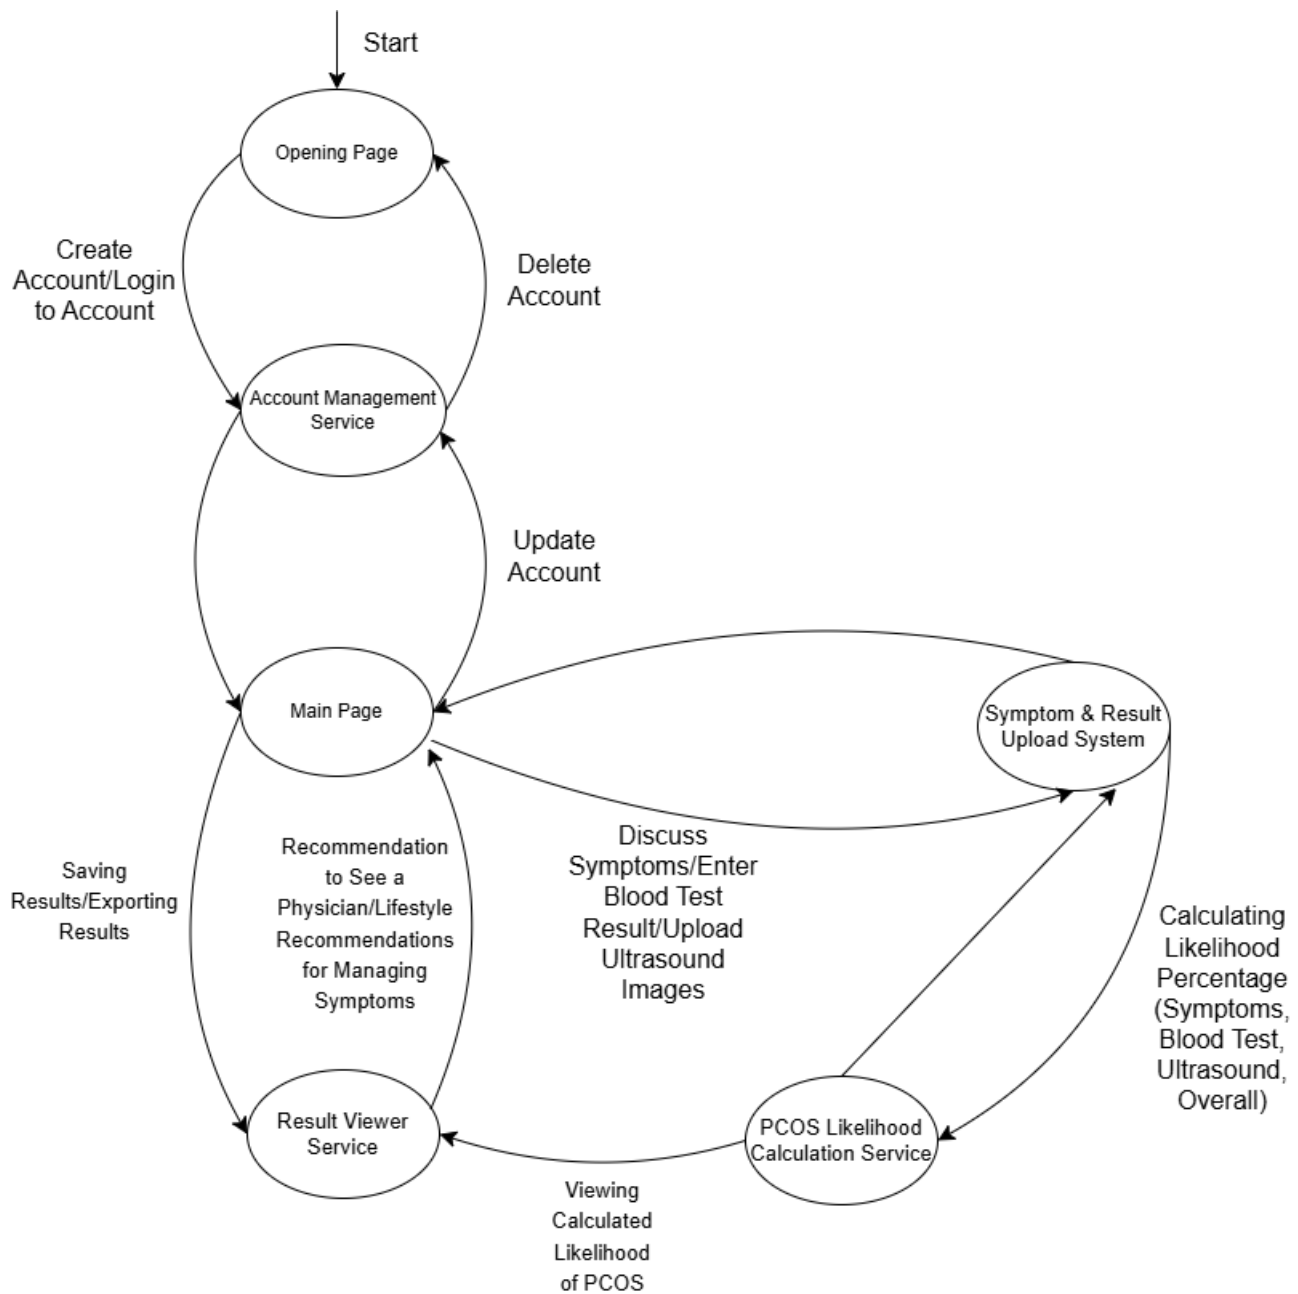 Start
Opening Page
Create
Account/Login
to Account
Delete
Account
Account Management
Service
Update
Account
Main Page
Symptom & Result
Upload System
Saving
Results/Exporting
Results
Recommendation
to See a
Physician/Lifestyle
Recommendations
for Managing
Symptoms
Discuss
Symptoms/Enter
Blood Test
Result/Upload
Ultrasound
Images
Calculating
Likelihood
Percentage
(Symptoms,
Blood Test,
Ultrasound,
Overall)
Result Viewer
Service
PCOS Likelihood
Calculation Service
Viewing
Calculated
Likelihood
of PCOS